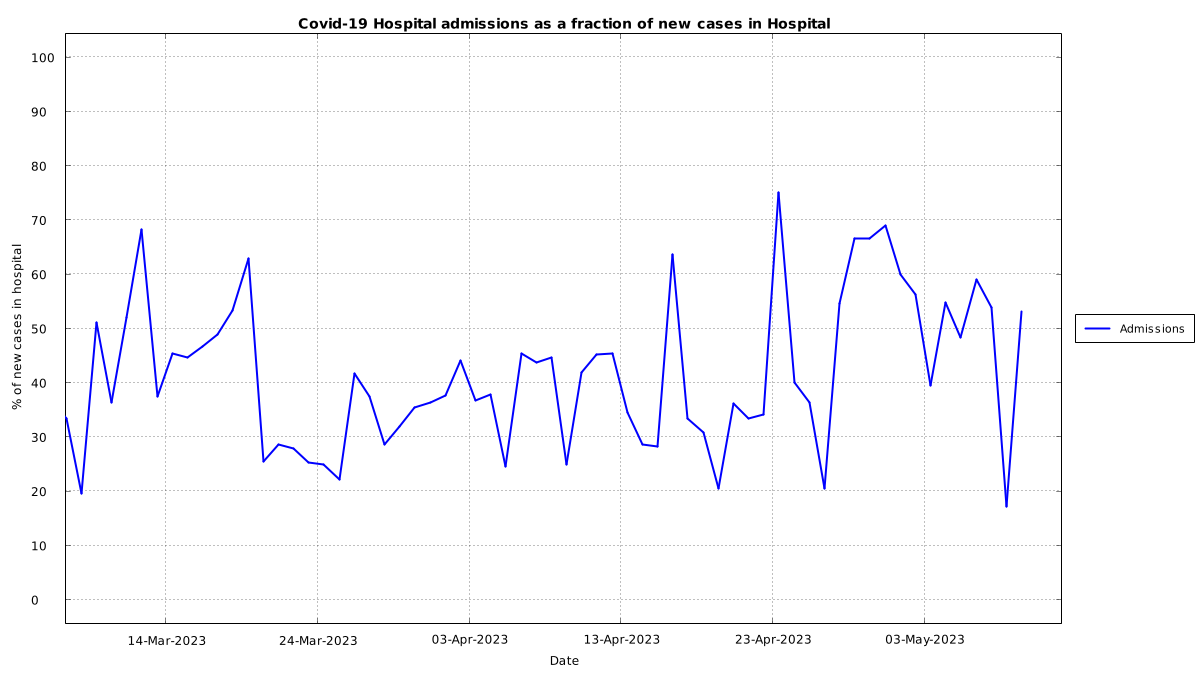 Covid-19 Hospital admissions as a fraction of new cases in Hospital
100
90
80
70
60
50
40
30
20
10
0
% of new cases in hospital
14-Mar-2023
24-Mar-2023
03-Apr-2023
13-Apr-2023
23-Apr-2023
03-May-2023
Date
Admissions